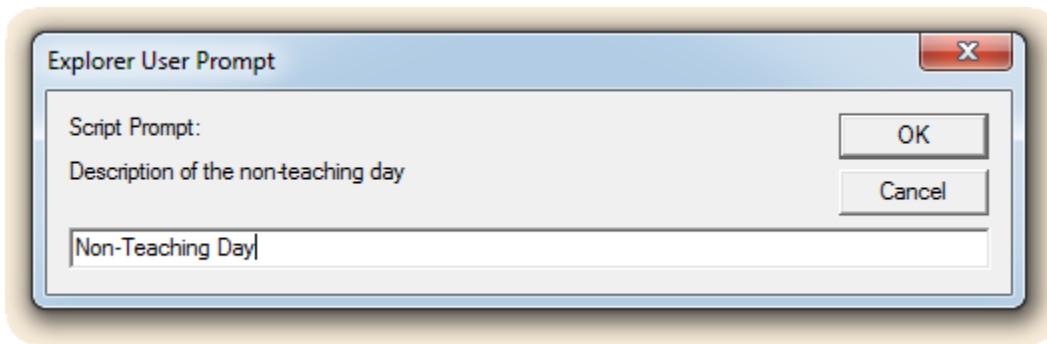 Explorer User Prompt
Script Prompt:
OK
Description of the non-teaching day
Cancel
Non-Teaching Day